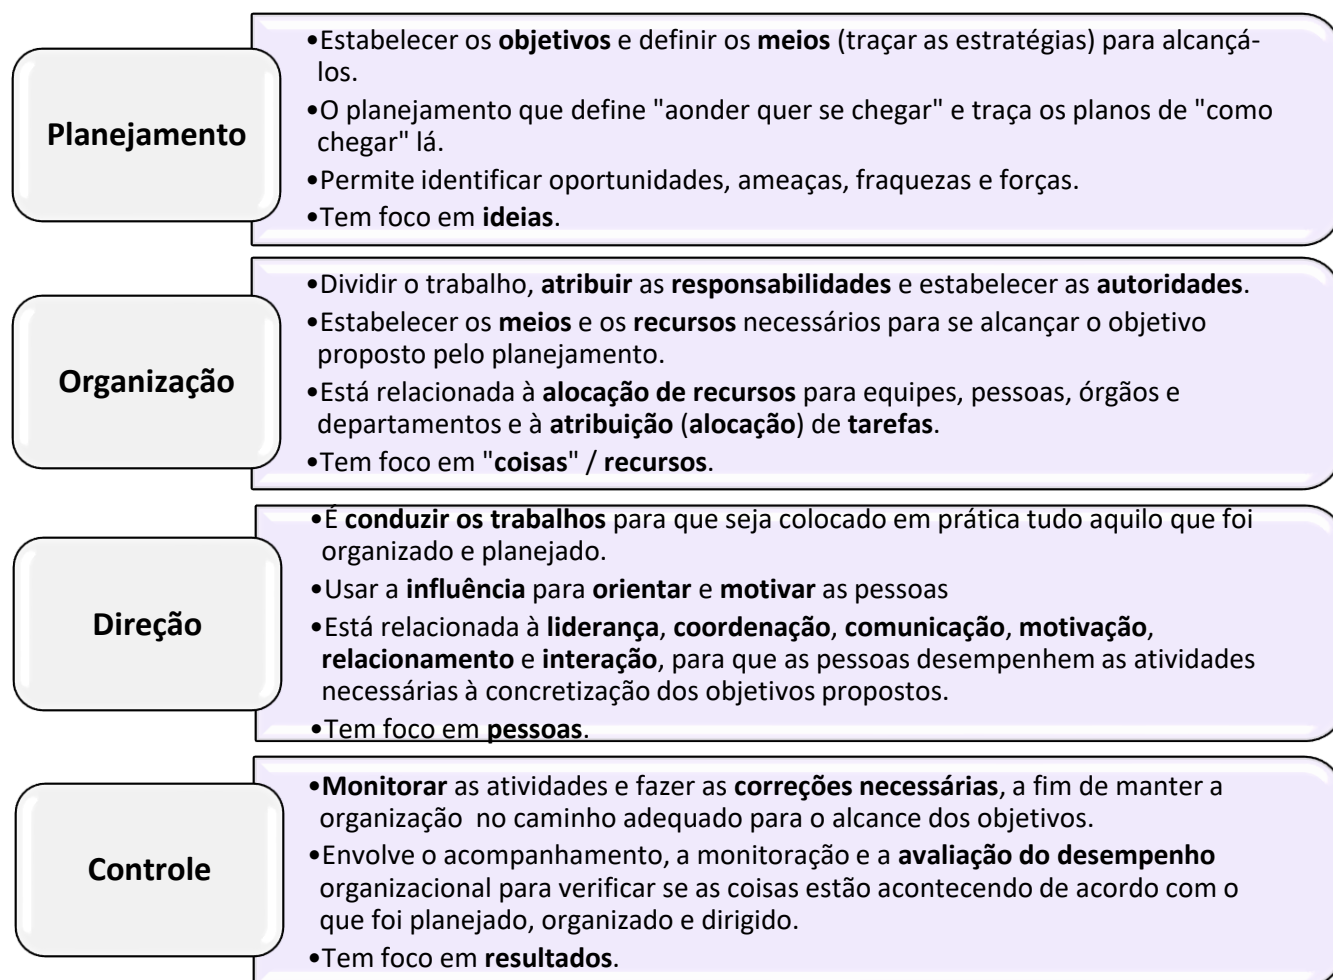 Planejamento
•Estabelecer os objetivos e definir os meios (traçar as estratégias) para alcançá-
los.
•O planejamento que define "aonder quer se chegar" e traça os planos de "como
chegar" lá.
•Permite identificar oportunidades, ameaças, fraquezas e forças.
•Tem foco em ideias.
Organização
•Dividir o trabalho, atribuir as responsabilidades e estabelecer as autoridades.
•Estabelecer os meios e os recursos necessários para se alcançar o objetivo
proposto pelo planejamento.
•Está relacionada à alocação de recursos para equipes, pessoas, órgãos e
departamentos e à atribuição (alocação) de tarefas.
•Tem foco em "coisas" / recursos.
Direção
•É conduzir os trabalhos para que seja colocado em prática tudo aquilo que foi
organizado e planejado.
•Usar a influência para orientar e motivar as pessoas
•Está relacionada à liderança, coordenação, comunicação, motivação,
relacionamento e interação, para que as pessoas desempenhem as atividades
necessárias à concretização dos objetivos propostos.
•Tem foco em pessoas.
Controle
•Monitorar as atividades e fazer as correções necessárias, a fim de manter a
organização no caminho adequado para o alcance dos objetivos.
•Envolve o acompanhamento, a monitoração e a avaliação do desempenho
organizacional para verificar se as coisas estão acontecendo de acordo com o
que foi planejado, organizado e dirigido.
•Tem foco em resultados.